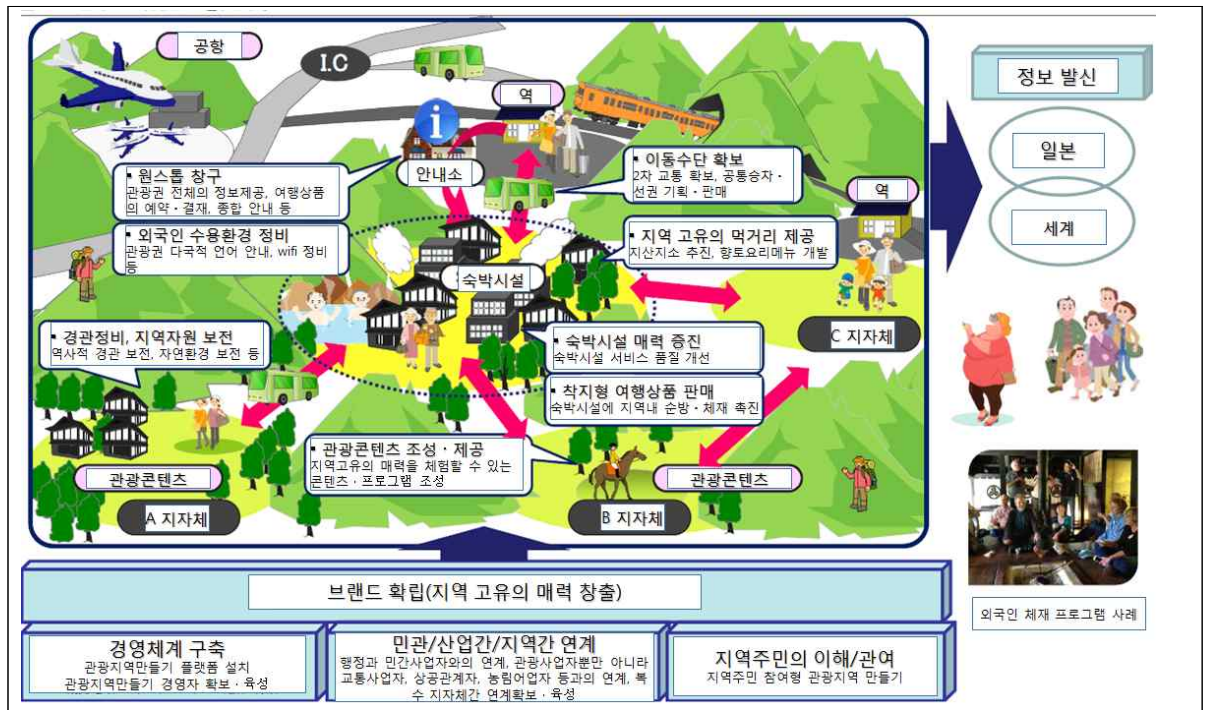 공항
I.C
역
정보 발신
일본
세계
안내소
▪ 원스톱 창구
관광권 전체의 정보제공, 여행상품
의 예약・결재, 종합 안내 등
▪ 이동수단 확보
2차 교통 확보, 공통승차・
선권 기획・판매
역
▪ 외국인 수용환경 정비
관광권 다국적 언어 안내, wifi 정비
등
▪ 지역 고유의 먹거리 제공
지산지소 추진, 향토요리메뉴 개발
숙박시설
▪ 경관정비, 지역자원 보전
역사적 경관 보전, 자연환경 보전 등
▪ 숙박시설 매력 증진
숙박시설 서비스 품질 개선
C 지자체
▪ 착지형 여행상품 판매
숙박시설에 지역내 순방・체재 촉진
▪ 관광콘텐츠 조성・제공
지역고유의 매력을 체험할 수 있는
콘텐츠・프로그램 조성
관광콘텐츠
관광콘텐츠
A 지자체
B 지자체
브랜드 확립(지역 고유의 매력 창출)
외국인 체재 프로그램 사례
경영체계 구축
관광지역만들기 플랫폼 설치
관광지역만들기 경영자 확보・육성
민관/산업간/지역간 연계
행정과 민간사업자와의 연계, 관광사업자뿐만 아니라
교통사업자, 상공관계자, 농림어업자 등과의 연계, 복
수 지자체간 연계확보・육성
지역주민의 이해/관여
지역주민 참여형 관광지역 만들기